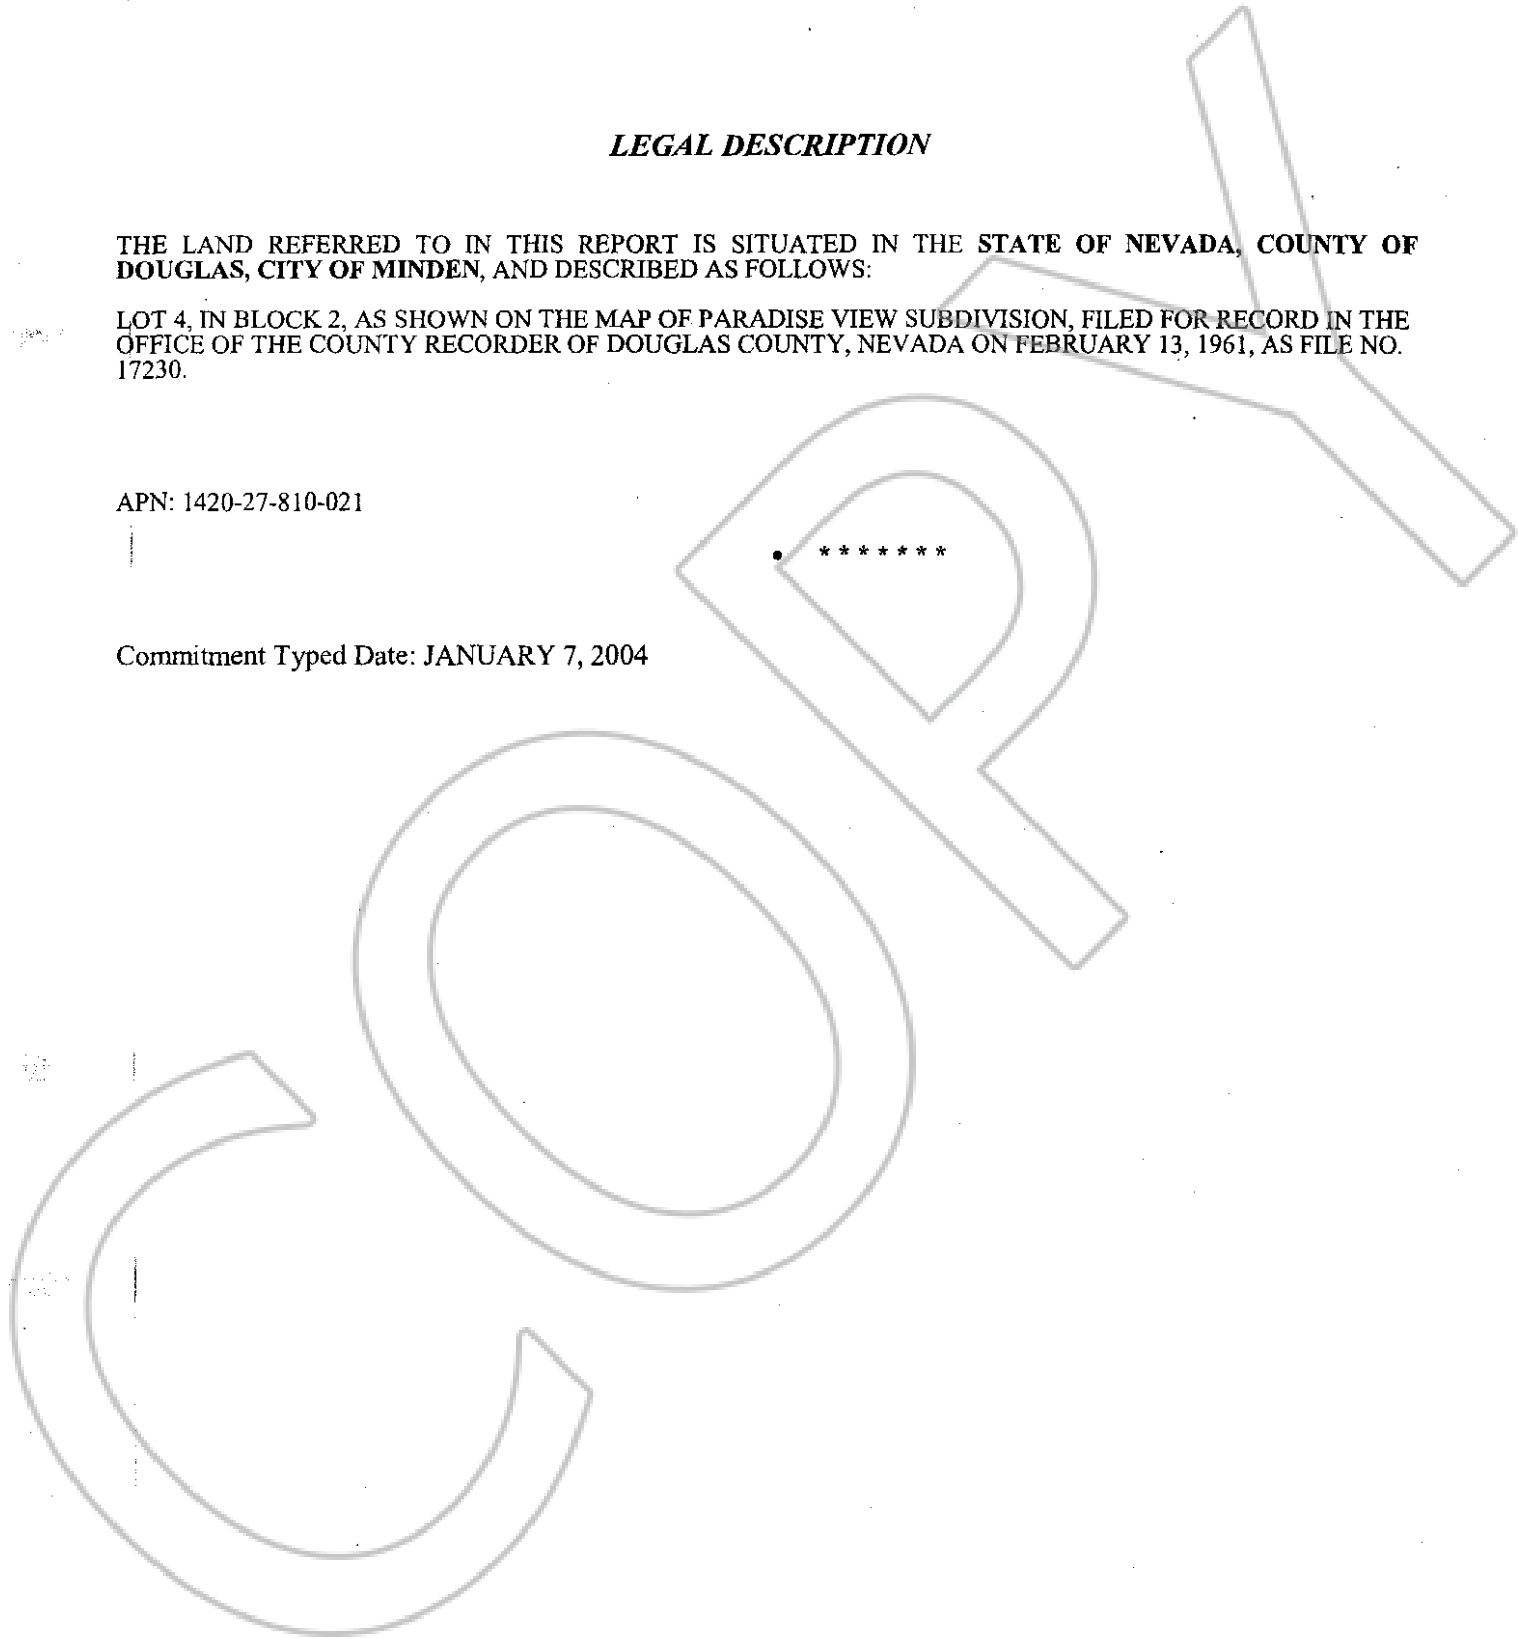 LEGAL DESCRIPTION
THE LAND REFERRED TO IN THIS REPORT IS SITUATED IN THE STATE OF NEVADA, COUNTY OF
DOUGLAS, CITY OF MINDEN, AND DESCRIBED AS FOLLOWS:
LOT 4, IN BLOCK 2, AS SHOWN ON THE MAP OF PARADISE VIEW SUBDIVISION, FILED FOR RECORD IN THE
OFFICE OF THE COUNTY RECORDER OF DOUGLAS COUNTY, NEVADA ON FEBRUARY 13, 1961, AS FILE NO.
17230.
APN: 1420-27-810-021
• * * * * * * *
Commitment Typed Date: JANUARY 7, 2004
COPY